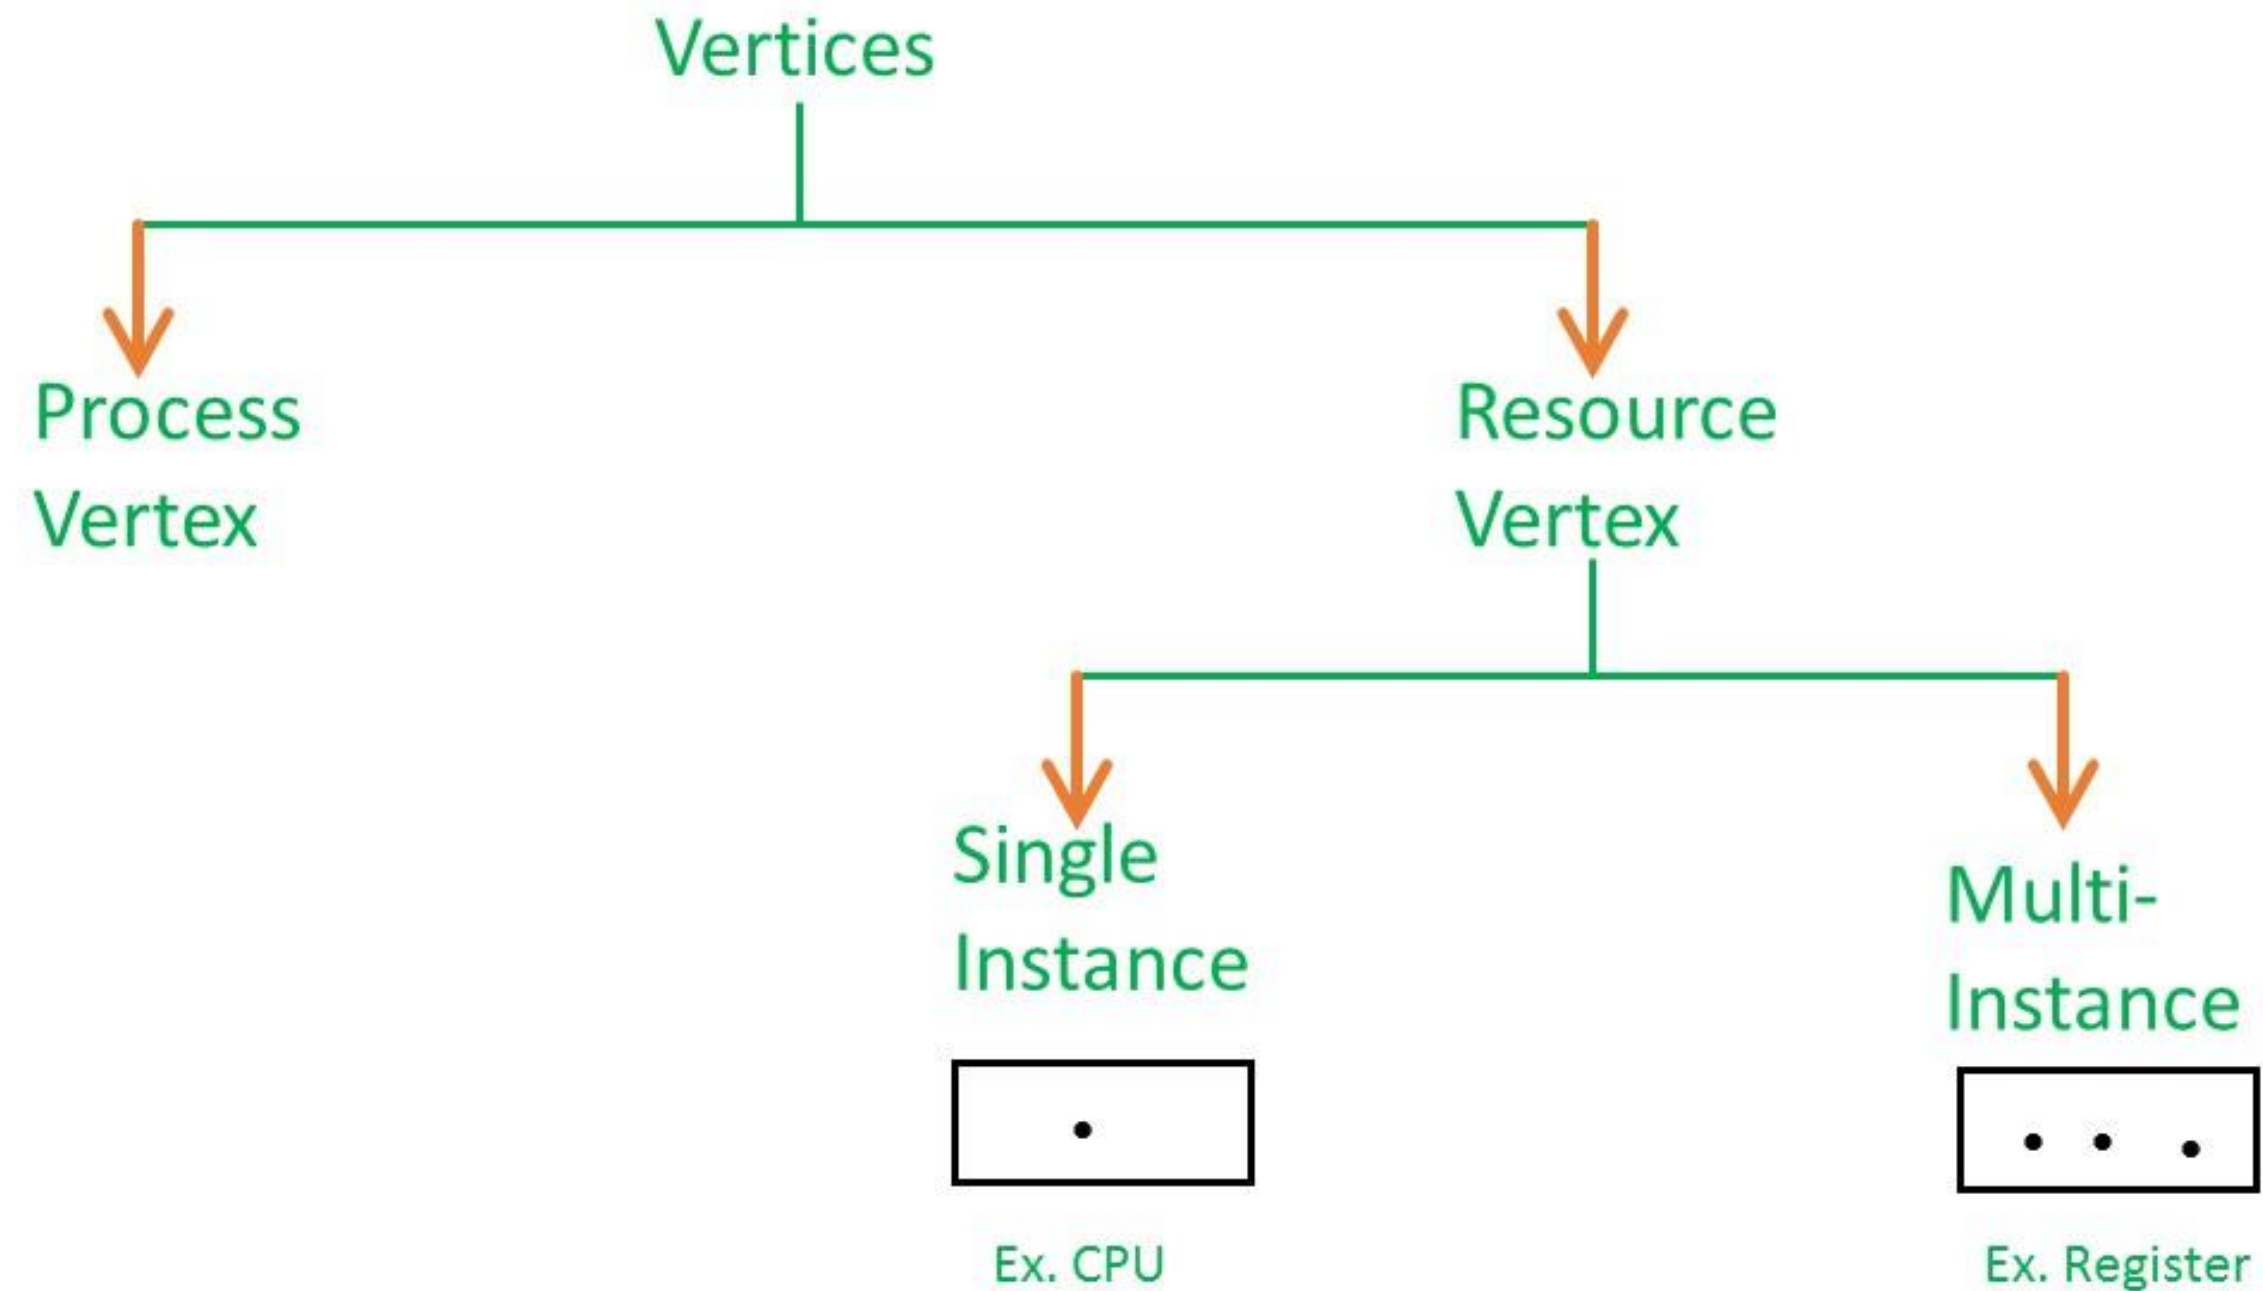 Vertices
Process
Vertex
Resource
Vertex
Single
Instance
Multi-
Instance
Ex. CPU
Ex. Register